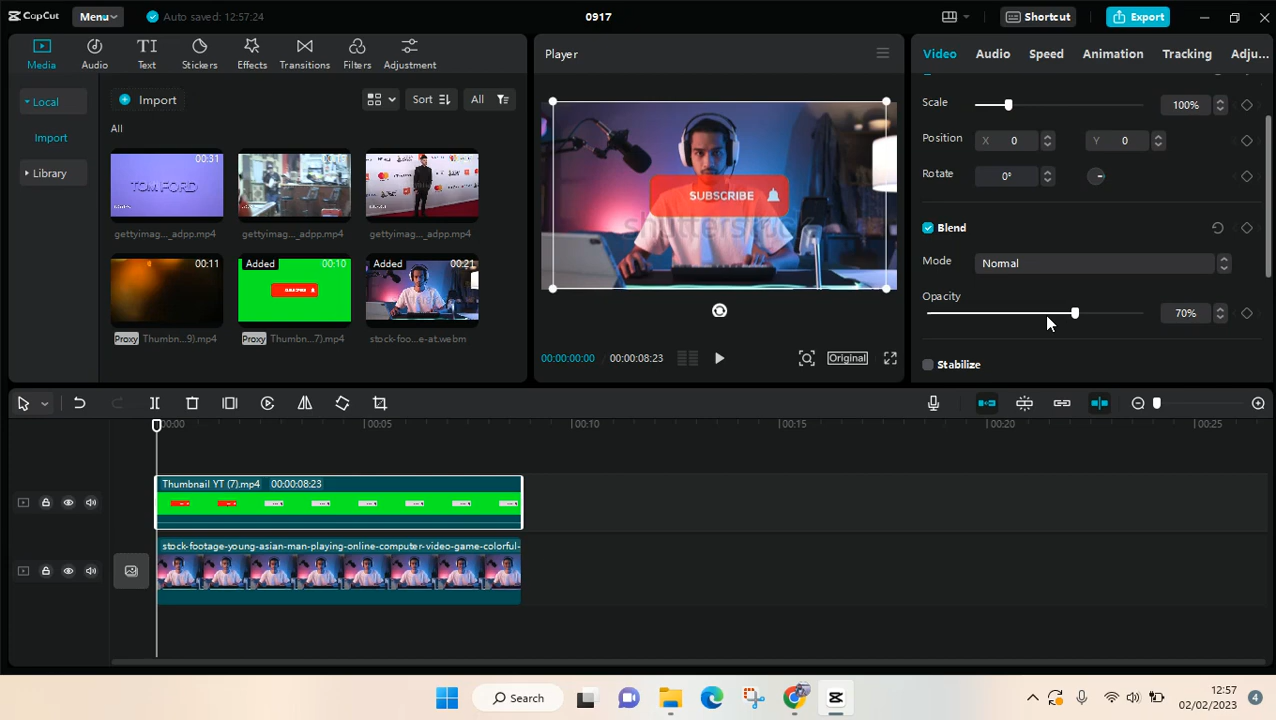 CapCut
Menu
Auto saved: 12:57:24
0917
Shortcut
Export
Media
Audio
Text
Stickers
Effects
Transitions
Filters
Adjustment
Local
Import
Library
Import
Sort
All
All
00:31
TOM FORD
gettyimag..._adpp.mp4
gettyimag..._adpp.mp4
gettyimag..._adpp.mp4
00:11
Added
00:10
Added
00:21
Proxy
Thumbn...9).mp4
Proxy
Thumbn...7).mp4
stock-foo...e-at.webm
Player
SUBSCRIBE
shutterstock
00:00:00:00
00:00:08:23
Original
Video
Audio
Speed
Animation
Tracking
Adju...
Scale
100%
Position
X 0
Y 0
Rotate
0°
Blend
Mode
Normal
Opacity
70%
Stabilize
00:00
00:05
00:10
00:15
00:20
00:25
Thumbnail YT (7).mp4 00:00:08:23
stock-footage-young-asian-man-playing-online-computer-video-game-colorful-
Search
12:57
02/02/2023
4